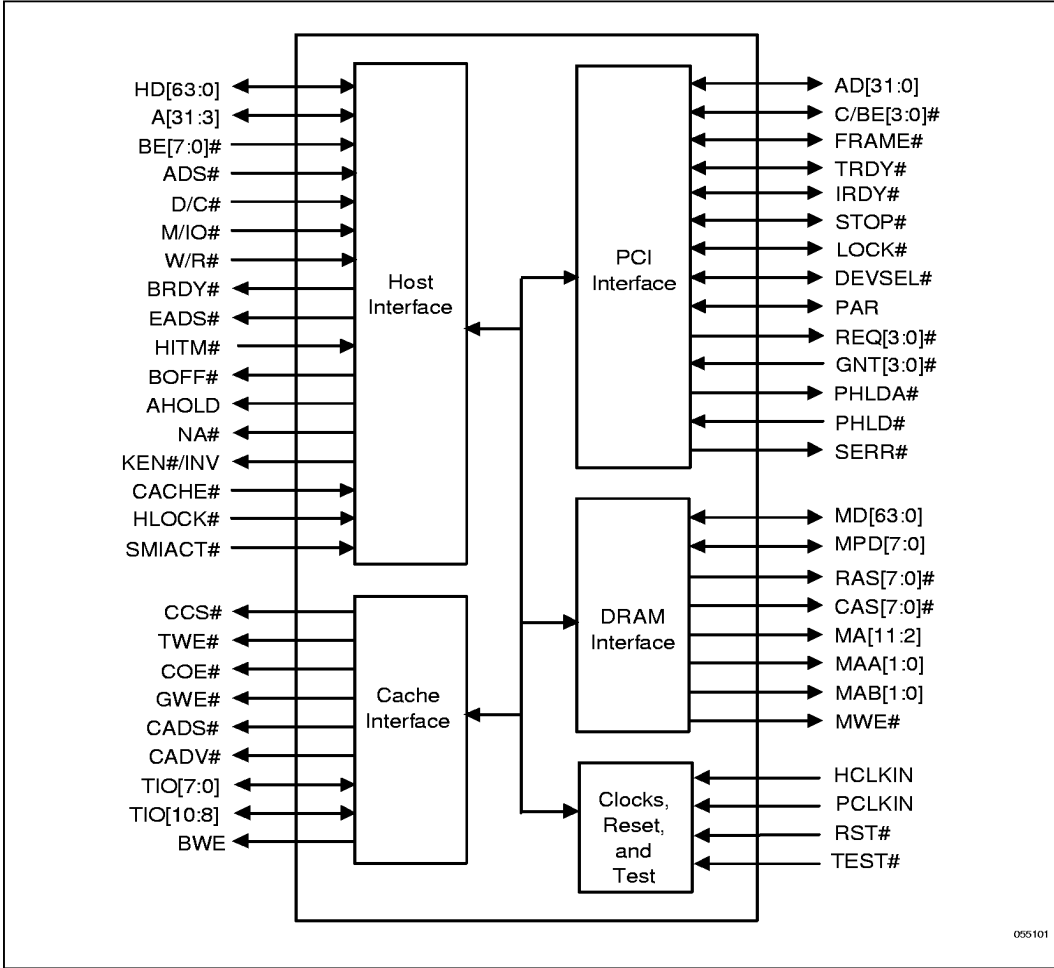 HD[63:0]
A[31:3]
BE[7:0]#
ADS#
D/C#
M/IO#
W/R#
BRDY#
EADS#
HITM#
BOFF#
AHOLD
NA#
KEN#/INV
CACHE#
HLOCK#
SMIACT#
Host
Interface
CCS#
TWE#
COE#
GWE#
CADS#
CADV#
TIO[7:0]
TIO[10:8]
BWE
Cache
Interface
PCI
Interface
AD[31:0]
C/BE[3:0]#
FRAME#
TRDY#
IRDY#
STOP#
LOCK#
DEVSEL#
PAR
REQ[3:0]#
GNT[3:0]#
PHLDA#
PHLD#
SERR#
DRAM
Interface
MD[63:0]
MPD[7:0]
RAS[7:0]#
CAS[7:0]#
MA[11:2]
MAA[1:0]
MAB[1:0]
MWE#
Clocks,
Reset,
and
Test
HCLKIN
PCLKIN
RST#
TEST#
055101